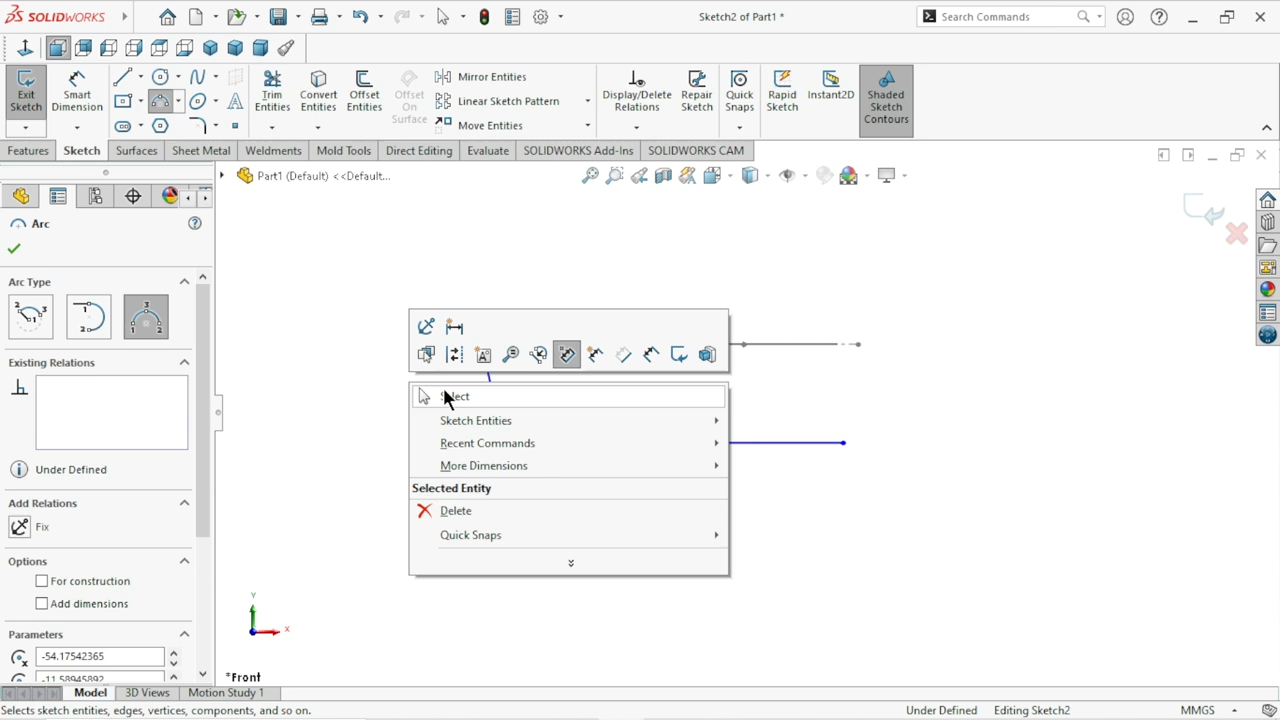 SOLIDWORKS
Sketch2 of Part1 *
Search Commands
Exit Sketch
Smart Dimension
Trim Entities
Convert Entities
Offset Entities
Offset On Surface
Mirror Entities
Linear Sketch Pattern
Move Entities
Display/Delete Relations
Repair Sketch
Quick Snaps
Rapid Sketch
Instant2D
Shaded Sketch Contours
Features
Sketch
Surfaces
Sheet Metal
Weldments
Mold Tools
Direct Editing
Evaluate
SOLIDWORKS Add-Ins
SOLIDWORKS CAM
Part1 (Default) <<Default...
Arc
Arc Type
Existing Relations
Under Defined
Add Relations
Fix
Options
For construction
Add dimensions
Parameters
-54.17542365
-11.58945892
Select
Sketch Entities
Recent Commands
More Dimensions
Selected Entity
Delete
Quick Snaps
Y
X
*Front
Model
3D Views
Motion Study 1
Selects sketch entities, edges, vertices, components, and so on.
Under Defined
Editing Sketch2
MMGS